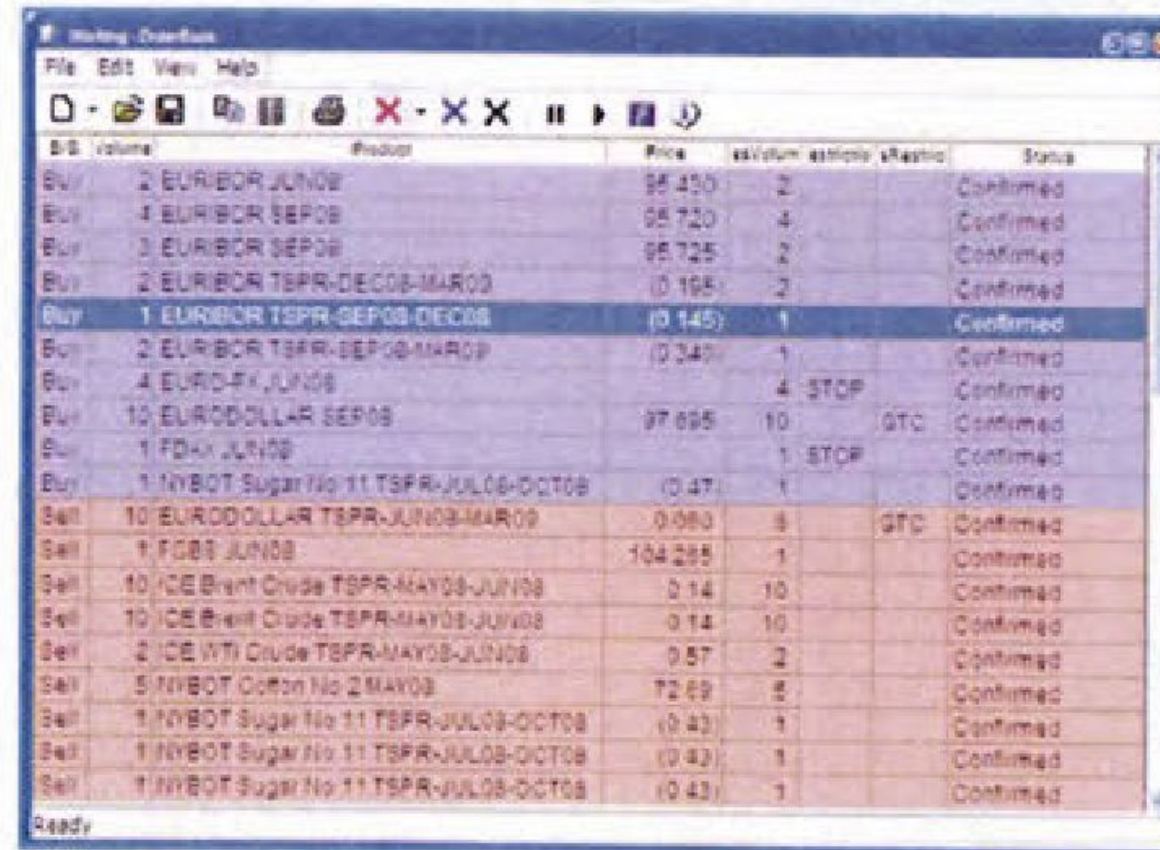 Working - OrderBook
File Edit View Help
B/S Volume Product Price Status
Buy 2 EURIBOR JUN08 95.430 2 Confirmed
Buy 4 EURIBOR SEP08 95.720 4 Confirmed
Buy 3 EURIBOR SEP08 95.725 2 Confirmed
Buy 2 EURIBOR TSPR-DEC08-MAR09 (0.195) 2 Confirmed
Buy 1 EURIBOR TSPR-SEP08-DEC08 (0.145) 1 Confirmed
Buy 2 EURIBOR TSPR-SEP08-MAR09 (0.340) 1 Confirmed
Buy 4 EURO-FX JUN08 4 STOP Confirmed
Buy 10 EURODOLLAR SEP08 97.695 10 GTC Confirmed
Buy 1 FDAX JUN08 1 STOP Confirmed
Buy 1 NYBOT Sugar No 11 TSPR-JUL08-OCT08 (0.47) 1 Confirmed
Sell 10 EURODOLLAR TSPR-JUN08-MAR09 GTC Confirmed
Sell 1 JUN08 104.285 1 Confirmed
Sell 10 ICE Brent Crude TSPR-MAY08-JUN08 0.14 10 Confirmed
Sell 10 ICE Brent Crude TSPR-MAY08-JUN08 0.14 10 Confirmed
Sell 2 ICE WTI Crude TSPR-MAY08-JUN08 0.57 2 Confirmed
Sell 5 NYBOT Cotton No 2 MAY08 72.69 5 Confirmed
Sell 1 NYBOT Sugar No 11 TSPR-JUL08-OCT08 (0.43) 1 Confirmed
Sell 1 NYBOT Sugar No 11 TSPR-JUL08-OCT08 (0.43) 1 Confirmed
Sell 1 NYBOT Sugar No 11 TSPR-JUL08-OCT08 (0.43) 1 Confirmed
Ready